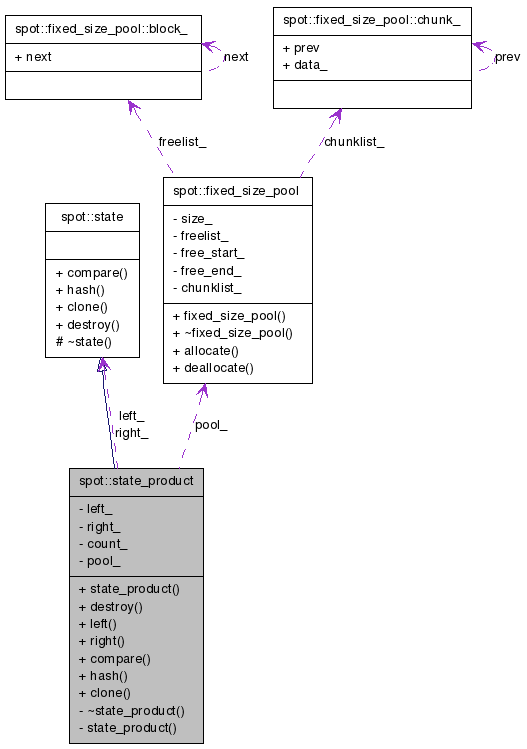 spot::fixed_size_pool::block_
+ next
next
spot::fixed_size_pool::chunk_
+ prev
+ data_
prev
freelist_
chunklist_
spot::fixed_size_pool
- size_
- freelist_
- free_start_
- free_end_
- chunklist_
+ fixed_size_pool()
+ ~fixed_size_pool()
+ allocate()
+ deallocate()
spot::state
+ compare()
+ hash()
+ clone()
+ destroy()
# ~state()
left_
right_
pool_
spot::state_product
- left_
- right_
- count_
- pool_
+ state_product()
+ destroy()
+ left()
+ right()
+ compare()
+ hash()
+ clone()
- ~state_product()
- state_product()